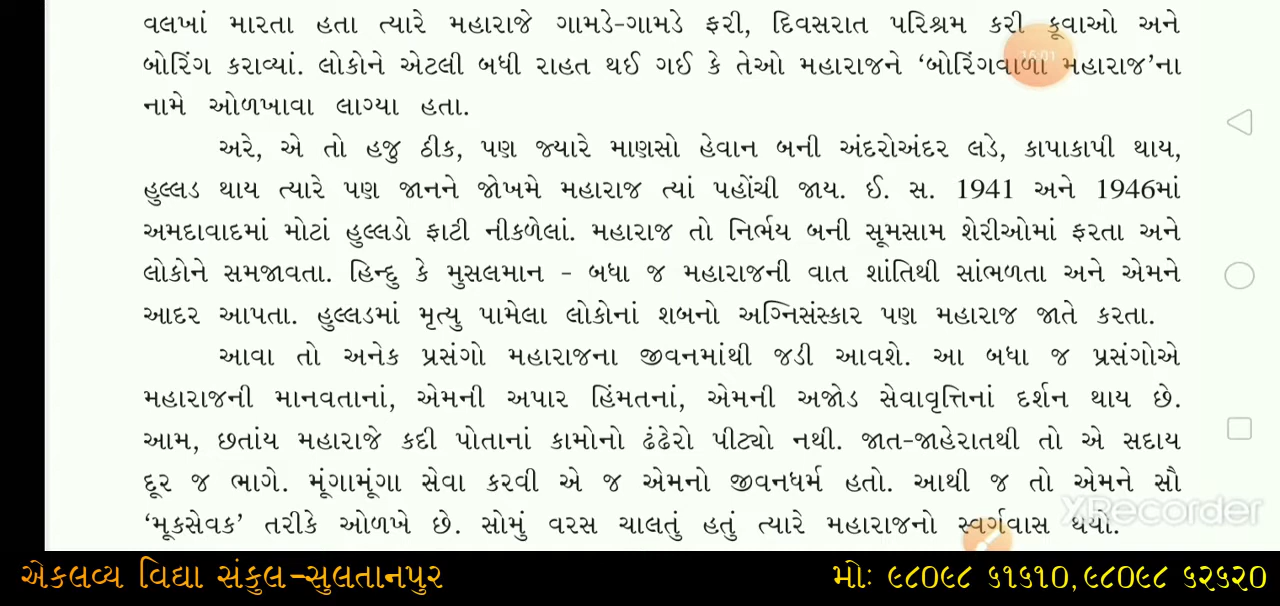 વલખાં મારતા હતા ત્યારે મહારાજે ગામડે-ગામડે ફરી, દિવસરાત પરિશ્રમ કરી કૂવાઓ અને
બોરિંગ કરાવ્યાં. લોકોને એટલી બધી રાહત થઈ ગઈ કે તેઓ મહારાજને ‘બોરિંગવાળા મહારાજ’ના
નામે ઓળખાવા લાગ્યા હતા.
અરે, એ તો હજુ ઠીક, પણ જ્યારે માણસો હેવાન બની અંદરોઅંદર લડે, કાપાકાપી થાય,
હુલ્લડ થાય ત્યારે પણ જાનને જોખમે મહારાજ ત્યાં પહોંચી જાય. ઈ. સ. 1941 અને 1946માં
અમદાવાદમાં મોટાં હુલ્લડો ફાટી નીકળેલાં. મહારાજ તો નિર્ભય બની સૂમસામ શેરીઓમાં ફરતા અને
લોકોને સમજાવતા. હિન્દુ કે મુસલમાન - બધા જ મહારાજની વાત શાંતિથી સાંભળતા અને એમને
આદર આપતા. હુલ્લડમાં મૃત્યુ પામેલા લોકોનાં શબનો અગ્નિસંસ્કાર પણ મહારાજ જાતે કરતા.
આવા તો અનેક પ્રસંગો મહારાજના જીવનમાંથી જડી આવશે. આ બધા જ પ્રસંગોએ
મહારાજની માનવતાનાં, એમની અપાર હિંમતનાં, એમની અજોડ સેવાવૃત્તિનાં દર્શન થાય છે.
આમ, છતાંય મહારાજે કદી પોતાનાં કામોનો ઢંઢેરો પીટ્યો નથી. જાત-જાહેરાતથી તો એ સદાય
દૂર જ ભાગે. મૂંગામૂંગા સેવા કરવી એ જ એમનો જીવનધર્મ હતો. આથી જ તો એમને સૌ
‘મૂકસેવક’ તરીકે ઓળખે છે. સોમું વરસ ચાલતું હતું ત્યારે મહારાજનો સ્વર્ગવાસ થયો.
XRecorder
એકલવ્ય વિદ્યા સંકુલ-સુલતાનપુર
મોઃ ૯૮૦૯૮ ૬૧૬૧૦,૯૮૦૯૮ ૬૨૬૨૦